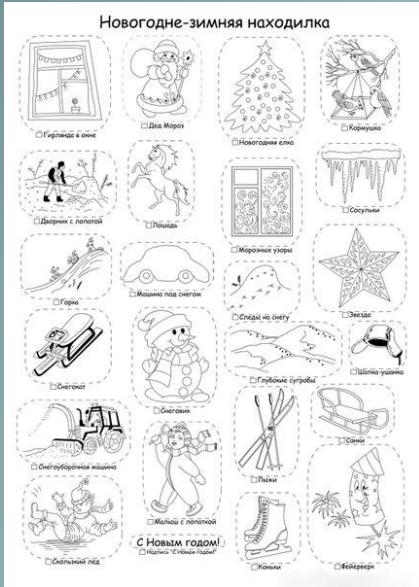 Новогодне-зимняя находилка
Гирлянда в окне
Дед Мороз
Новогодняя елка
Кормушка
Дворник с лопатой
Лошадь
Морозные узоры
Сосульки
Горка
Машина под снегом
Следы на снегу
Звезда
Снегокат
Снеговик
Глубокие сугробы
Шапка-ушанка
Снегоуборочная машина
Малыш с лопаткой
Лыжи
Санки
Скользкий лёд
С Новым годом!
Надпись "С Новым годом!"
Коньки
Фейерверк